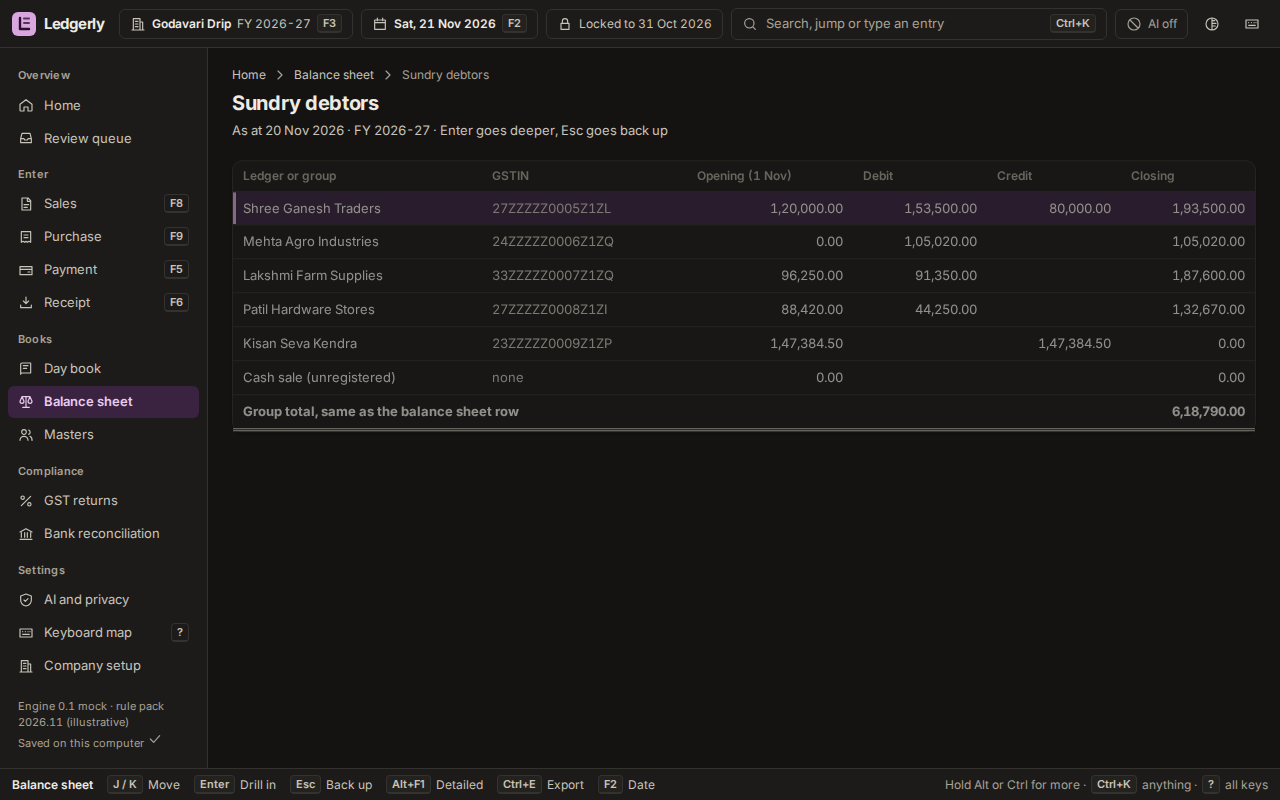 Ledgerly
Godavari Drip FY 2026-27 F3
Sat, 21 Nov 2026 F2
Locked to 31 Oct 2026
Search, jump or type an entry Ctrl+K
AI off
Overview
Home
Review queue
Enter
Sales F8
Purchase F9
Payment F5
Receipt F6
Books
Day book
Balance sheet
Masters
Compliance
GST returns
Bank reconciliation
Settings
AI and privacy
Keyboard map ?
Company setup
Engine 0.1 mock · rule pack
2026.11 (illustrative)
Saved on this computer
Home > Balance sheet > Sundry debtors
Sundry debtors
As at 20 Nov 2026 · FY 2026-27 · Enter goes deeper, Esc goes back up
Ledger or group GSTIN Opening (1 Nov) Debit Credit Closing
Shree Ganesh Traders 27ZZZZZ0005Z1ZL 1,20,000.00 1,53,500.00 80,000.00 1,93,500.00
Mehta Agro Industries 24ZZZZZ0006Z1ZQ 0.00 1,05,020.00 1,05,020.00
Lakshmi Farm Supplies 33ZZZZZ0007Z1ZQ 96,250.00 91,350.00 1,87,600.00
Patil Hardware Stores 27ZZZZZ0008Z1ZI 88,420.00 44,250.00 1,32,670.00
Kisan Seva Kendra 23ZZZZZ0009Z1ZP 1,47,384.50 1,47,384.50 0.00
Cash sale (unregistered) none 0.00 0.00
Group total, same as the balance sheet row 6,18,790.00
Balance sheet J / K Move Enter Drill in Esc Back up Alt+F1 Detailed Ctrl+E Export F2 Date
Hold Alt or Ctrl for more · Ctrl+K anything · ? all keys